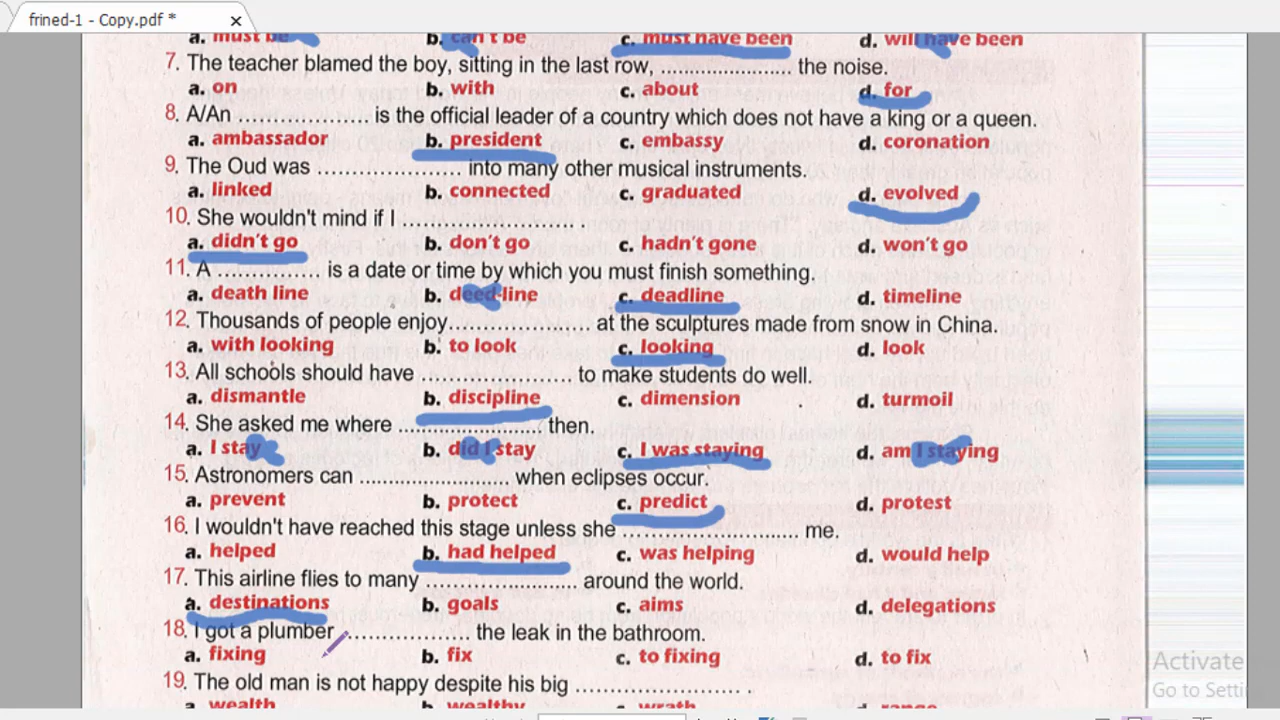 frined-1 - Copy.pdf *
a. must be b. can't be c. must have been d. will have been
7. The teacher blamed the boy, sitting in the last row, ...................... the noise.
a. on b. with c. about d. for
8. A/An ...................... is the official leader of a country which does not have a king or a queen.
a. ambassador b. president c. embassy d. coronation
9. The Oud was ......................... into many other musical instruments.
a. linked b. connected c. graduated d. evolved
10. She wouldn't mind if I ............................... .
a. didn't go b. don't go c. hadn't gone d. won't go
11. A .................... is a date or time by which you must finish something.
a. death line b. deed-line c. deadline d. timeline
12. Thousands of people enjoy........................ at the sculptures made from snow in China.
a. with looking b. to look c. looking d. look
13. All schools should have .......................... to make students do well.
a. dismantle b. discipline c. dimension d. turmoil
14. She asked me where ........................ then.
a. I stay b. did I stay c. I was staying d. am I staying
15. Astronomers can .......................... when eclipses occur.
a. prevent b. protect c. predict d. protest
16. I wouldn't have reached this stage unless she .............................. me.
a. helped b. had helped c. was helping d. would help
17. This airline flies to many .......................... around the world.
a. destinations b. goals c. aims d. delegations
18. I got a plumber ..................... the leak in the bathroom.
a. fixing b. fix c. to fixing d. to fix
19. The old man is not happy despite his big .............................. .
a. wealth b. wealthy c. wrath d. range
Activate
Go to Setti